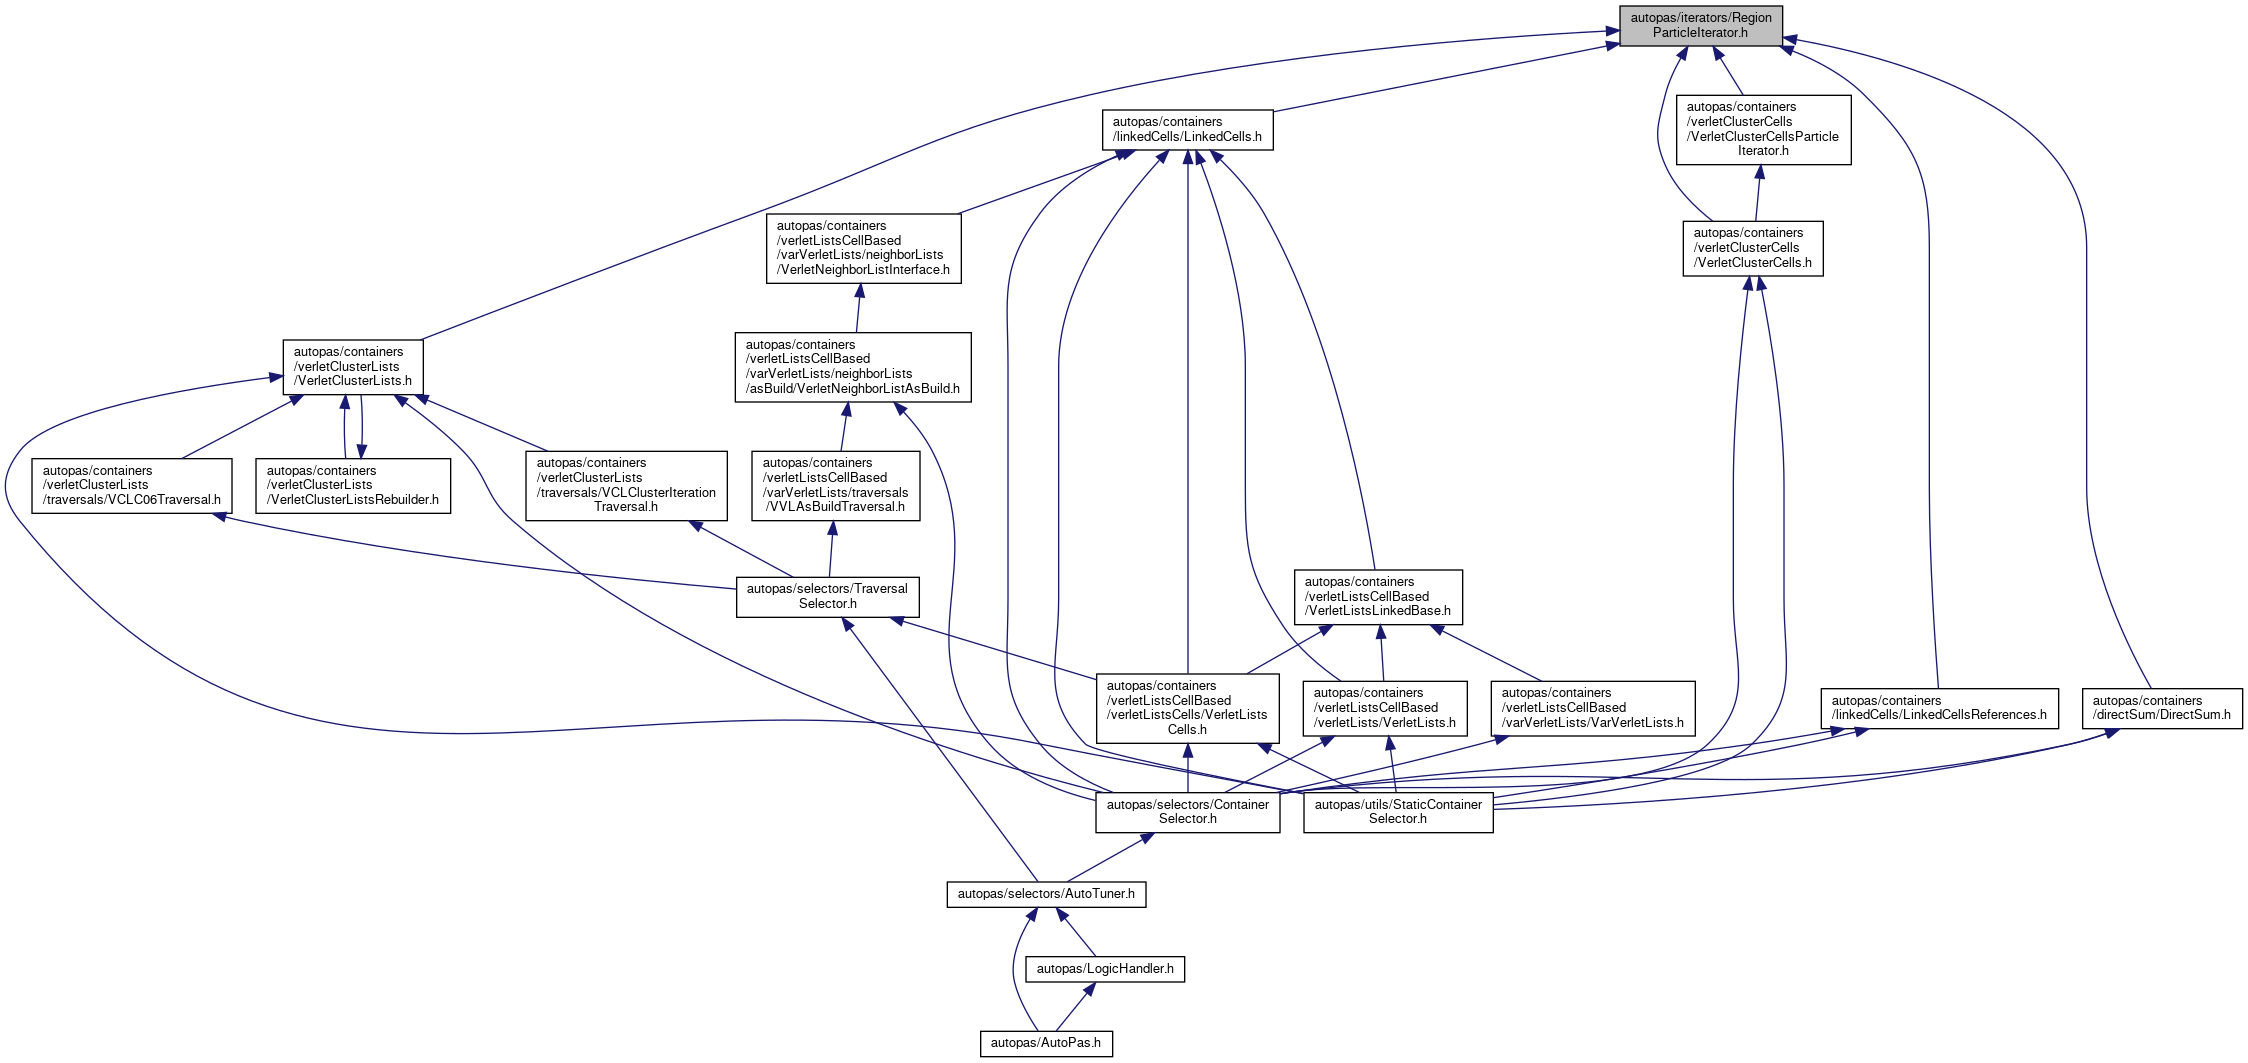 autopas/iterators/Region
ParticleIterator.h
autopas/containers
/linkedCells/LinkedCells.h
autopas/containers
/verletClusterCells
/VerletClusterCellsParticle
Iterator.h
autopas/containers
/verletListsCellBased
/varVerletLists/neighborLists
/VerletNeighborListInterface.h
autopas/containers
/verletClusterCells
/VerletClusterCells.h
autopas/containers
/verletClusterLists
/VerletClusterLists.h
autopas/containers
/verletListsCellBased
/varVerletLists/neighborLists
/asBuild/VerletNeighborListAsBuild.h
autopas/containers
/verletClusterLists
/traversals/VCLC06Traversal.h
autopas/containers
/verletClusterLists
/VerletClusterListsRebuilder.h
autopas/containers
/verletClusterLists
/traversals/VCLClusterIteration
Traversal.h
autopas/containers
/verletListsCellBased
/varVerletLists/traversals
/VVLAsBuildTraversal.h
autopas/selectors/Traversal
Selector.h
autopas/containers
/verletListsCellBased
/VerletListsLinkedBase.h
autopas/containers
/verletListsCellBased
/verletListsCells/VerletLists
Cells.h
autopas/containers
/verletListsCellBased
/verletLists/VerletLists.h
autopas/containers
/verletListsCellBased
/varVerletLists/VarVerletLists.h
autopas/containers
/linkedCells/LinkedCellsReferences.h
autopas/containers
/directSum/DirectSum.h
autopas/selectors/Container
Selector.h
autopas/utils/StaticContainer
Selector.h
autopas/selectors/AutoTuner.h
autopas/LogicHandler.h
autopas/AutoPas.h